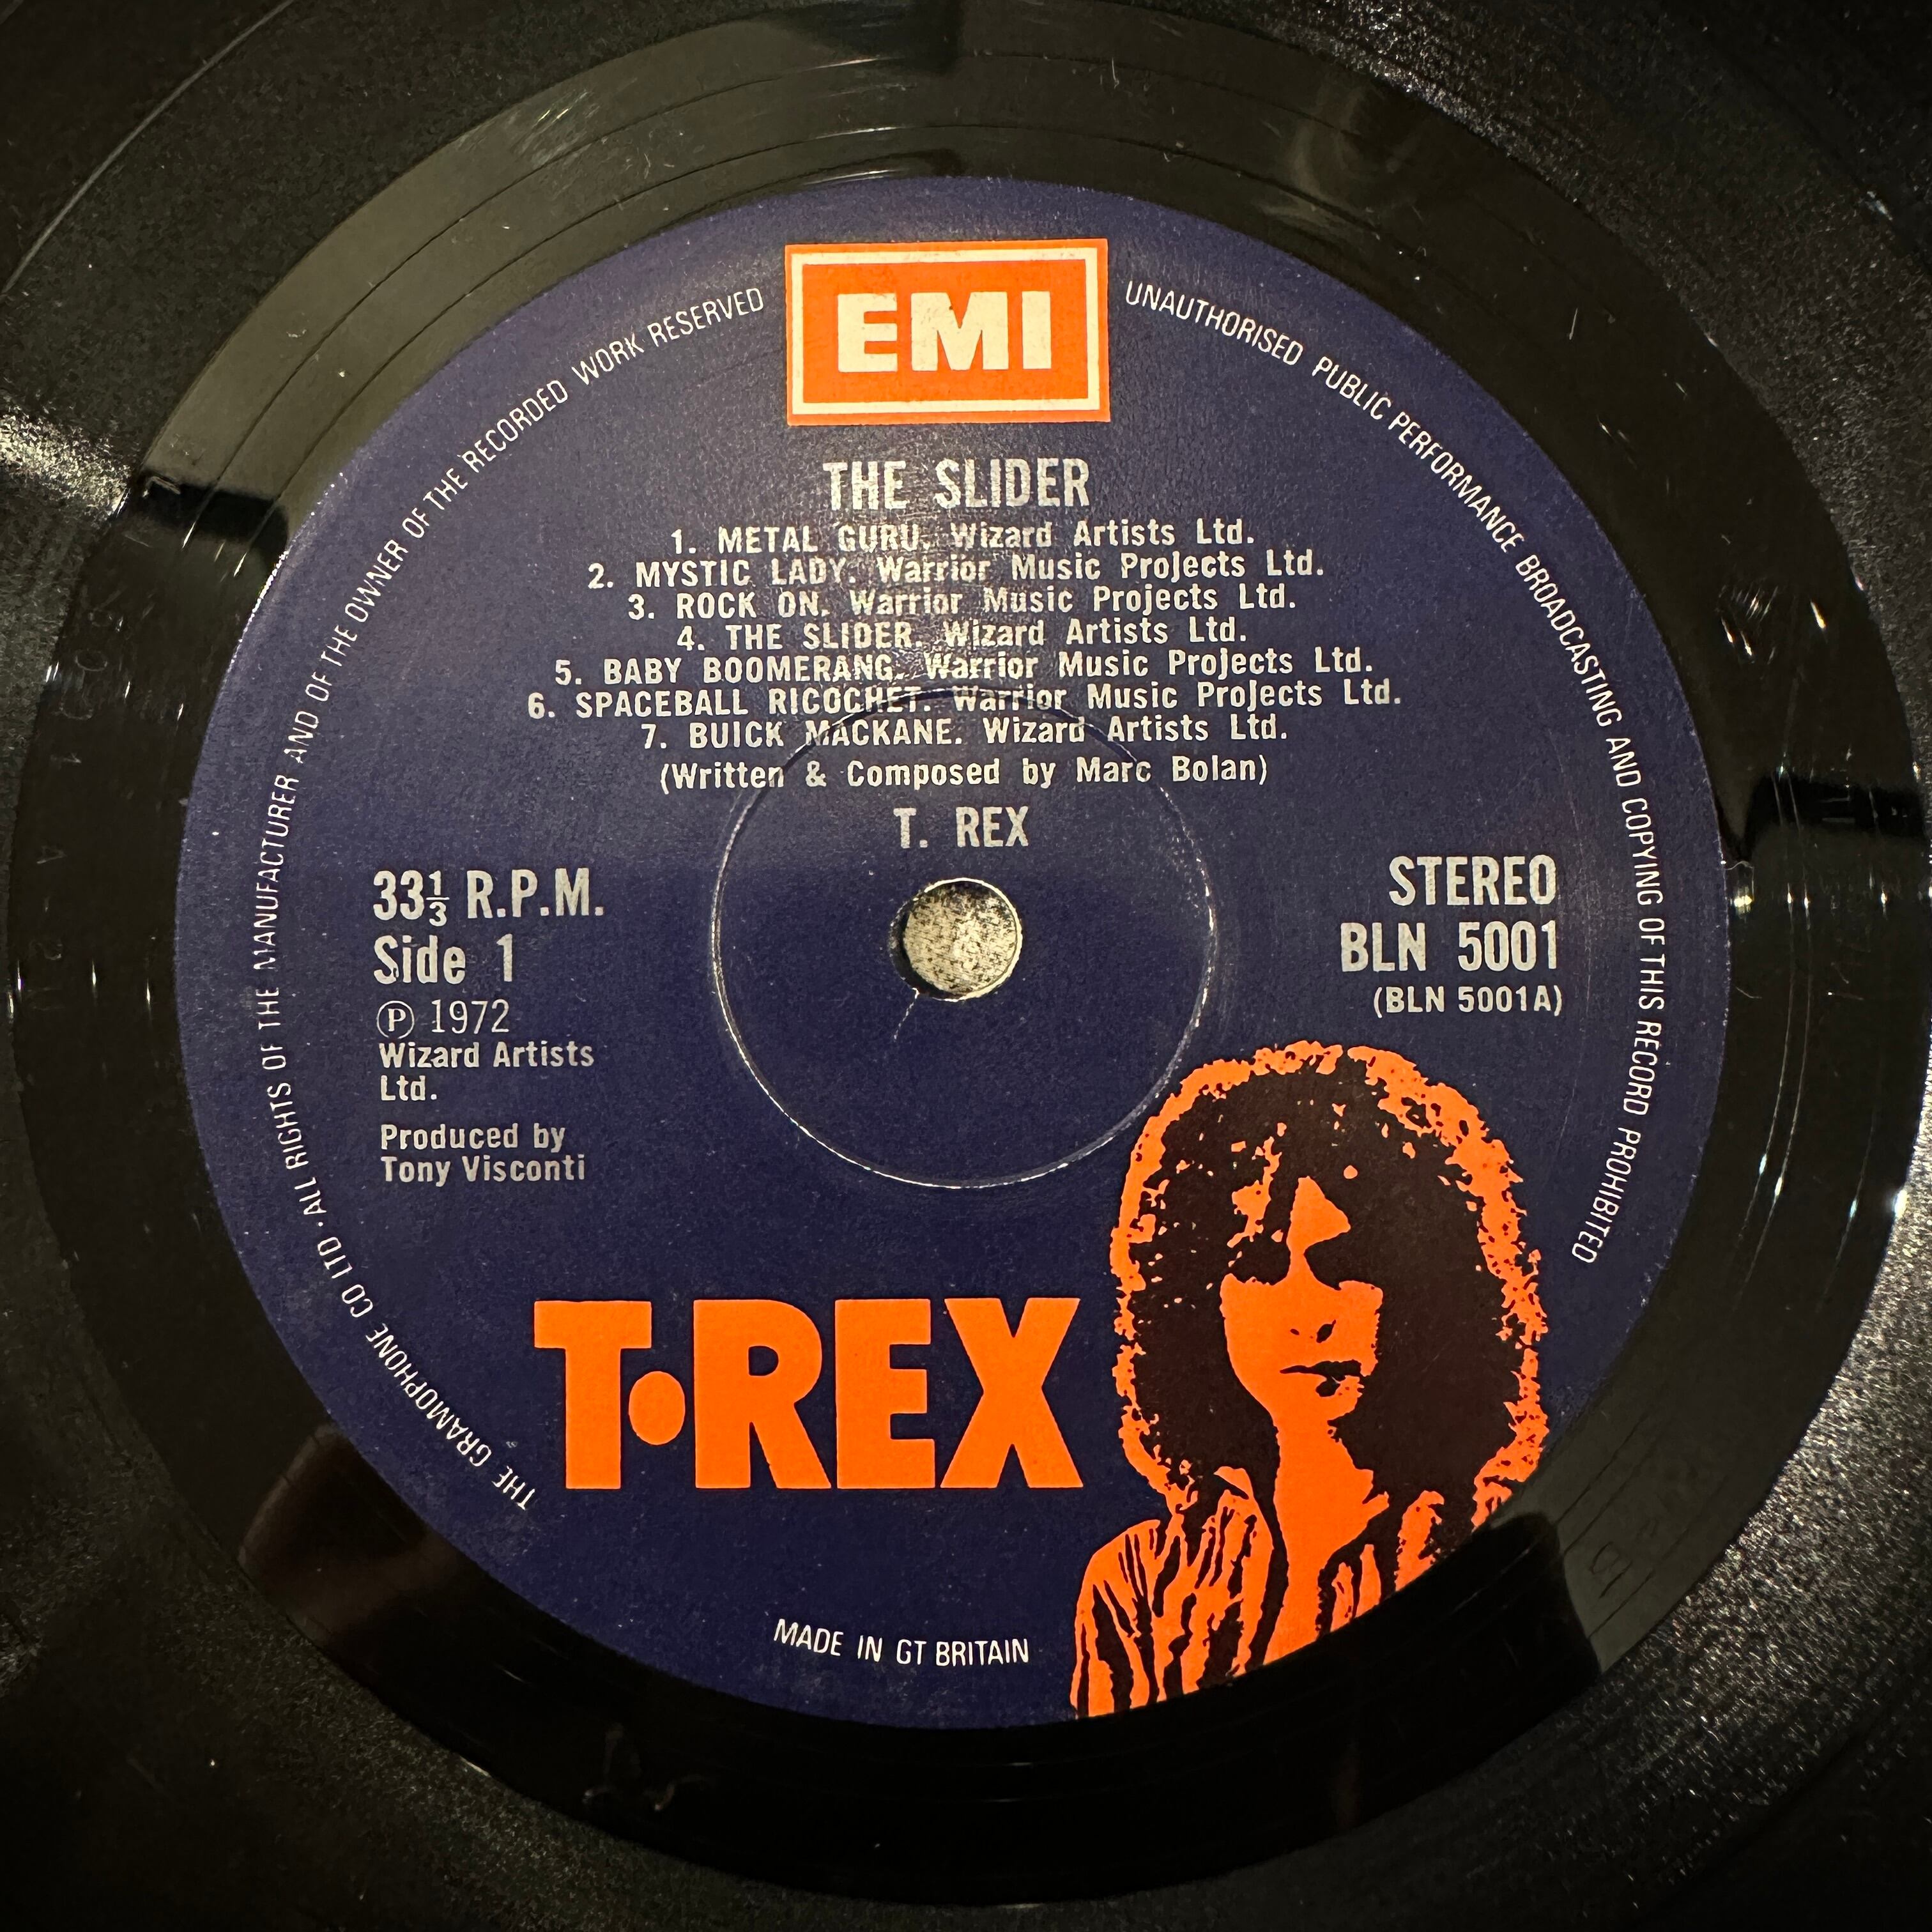 EMI
THE GRAMOPHONE CO LTD · ALL RIGHTS OF THE MANUFACTURER AND OF THE OWNER OF THE RECORDED WORK RESERVED
UNAUTHORISED PUBLIC PERFORMANCE BROADCASTING AND COPYING OF THIS RECORD PROHIBITED
THE SLIDER
1. METAL GURU. Wizard Artists Ltd.
2. MYSTIC LADY. Warrior Music Projects Ltd.
3. ROCK ON. Warrior Music Projects Ltd.
4. THE SLIDER. Wizard Artists Ltd.
5. BABY BOOMERANG. Warrior Music Projects Ltd.
6. SPACEBALL RICOCHET. Warrior Music Projects Ltd.
7. BUICK MACKANE. Wizard Artists Ltd.
(Written & Composed by Marc Bolan)
T. REX
33⅓ R.P.M.
Side 1
℗ 1972
Wizard Artists
Ltd.
Produced by
Tony Visconti
STEREO
BLN 5001
(BLN 5001A)
T·REX
MADE IN GT BRITAIN